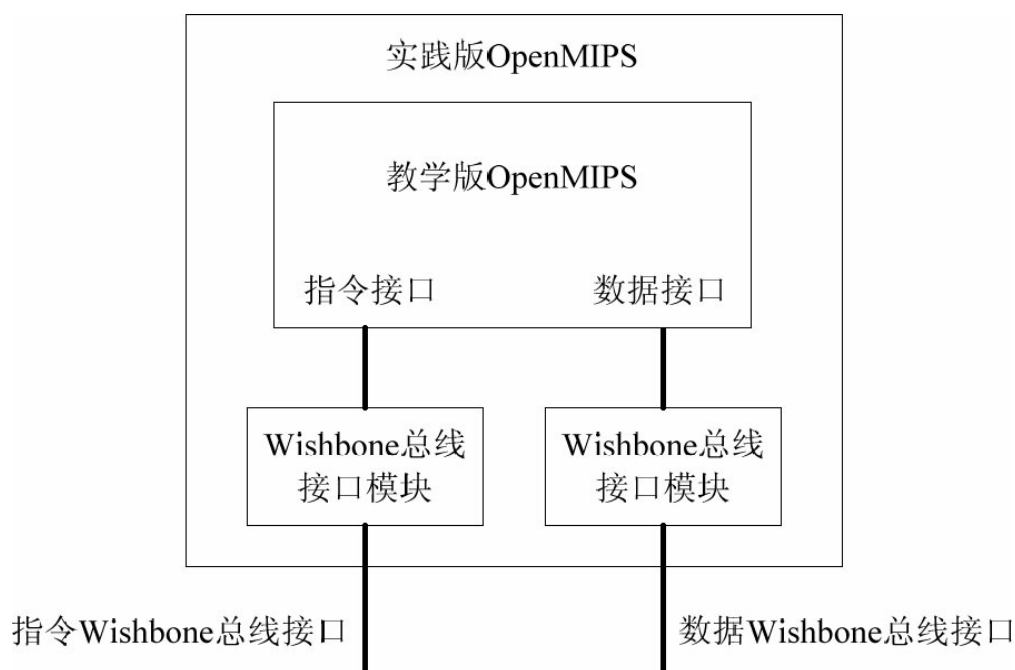 实践版OpenMIPS
教学版OpenMIPS
指令接口
数据接口
Wishbone总线
接口模块
Wishbone总线
接口模块
指令Wishbone总线接口
数据Wishbone总线接口